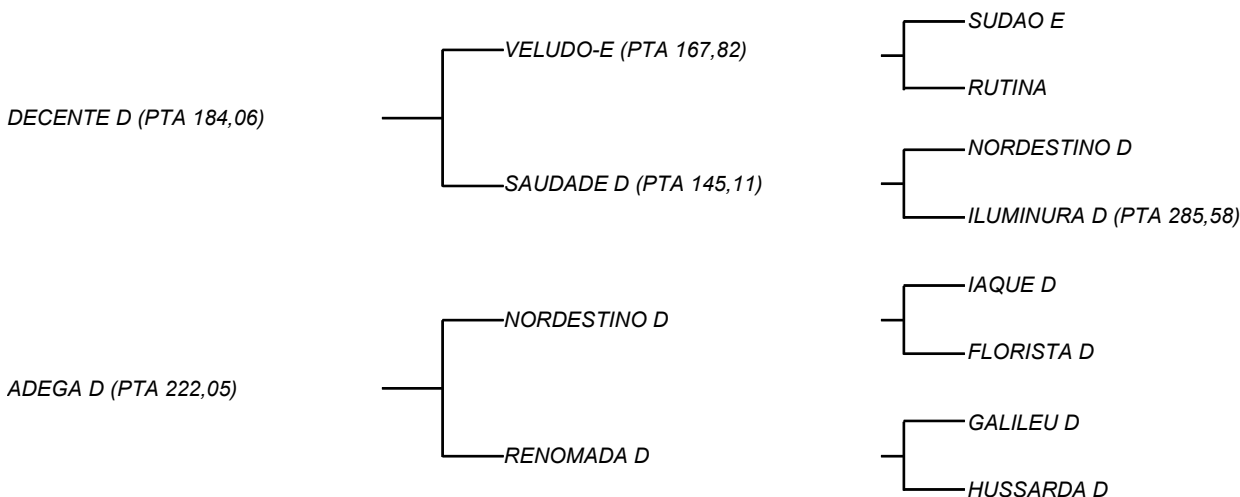 SUDAO E
VELUDO-E (PTA 167,82)
RUTINA
DECENTE D (PTA 184,06)
NORDESTINO D
SAUDADE D (PTA 145,11)
ILUMINURA D (PTA 285,58)
IAQUE D
NORDESTINO D
FLORISTA D
ADEGA D (PTA 222,05)
GALILEU D
RENOMADA D
HUSSARDA D